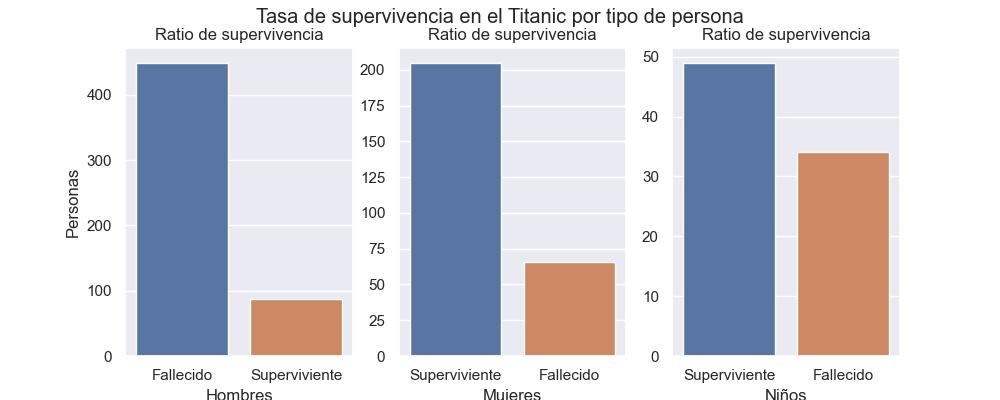 Tasa de supervivencia en el Titanic por tipo de persona
Ratio de supervivencia
Personas
400
300
200
100
0
Fallecido Superviviente
Hombres
Ratio de supervivencia
200
175
150
125
100
75
50
25
0
Superviviente Fallecido
Mujeres
Ratio de supervivencia
50
40
30
20
10
0
Superviviente Fallecido
Niños